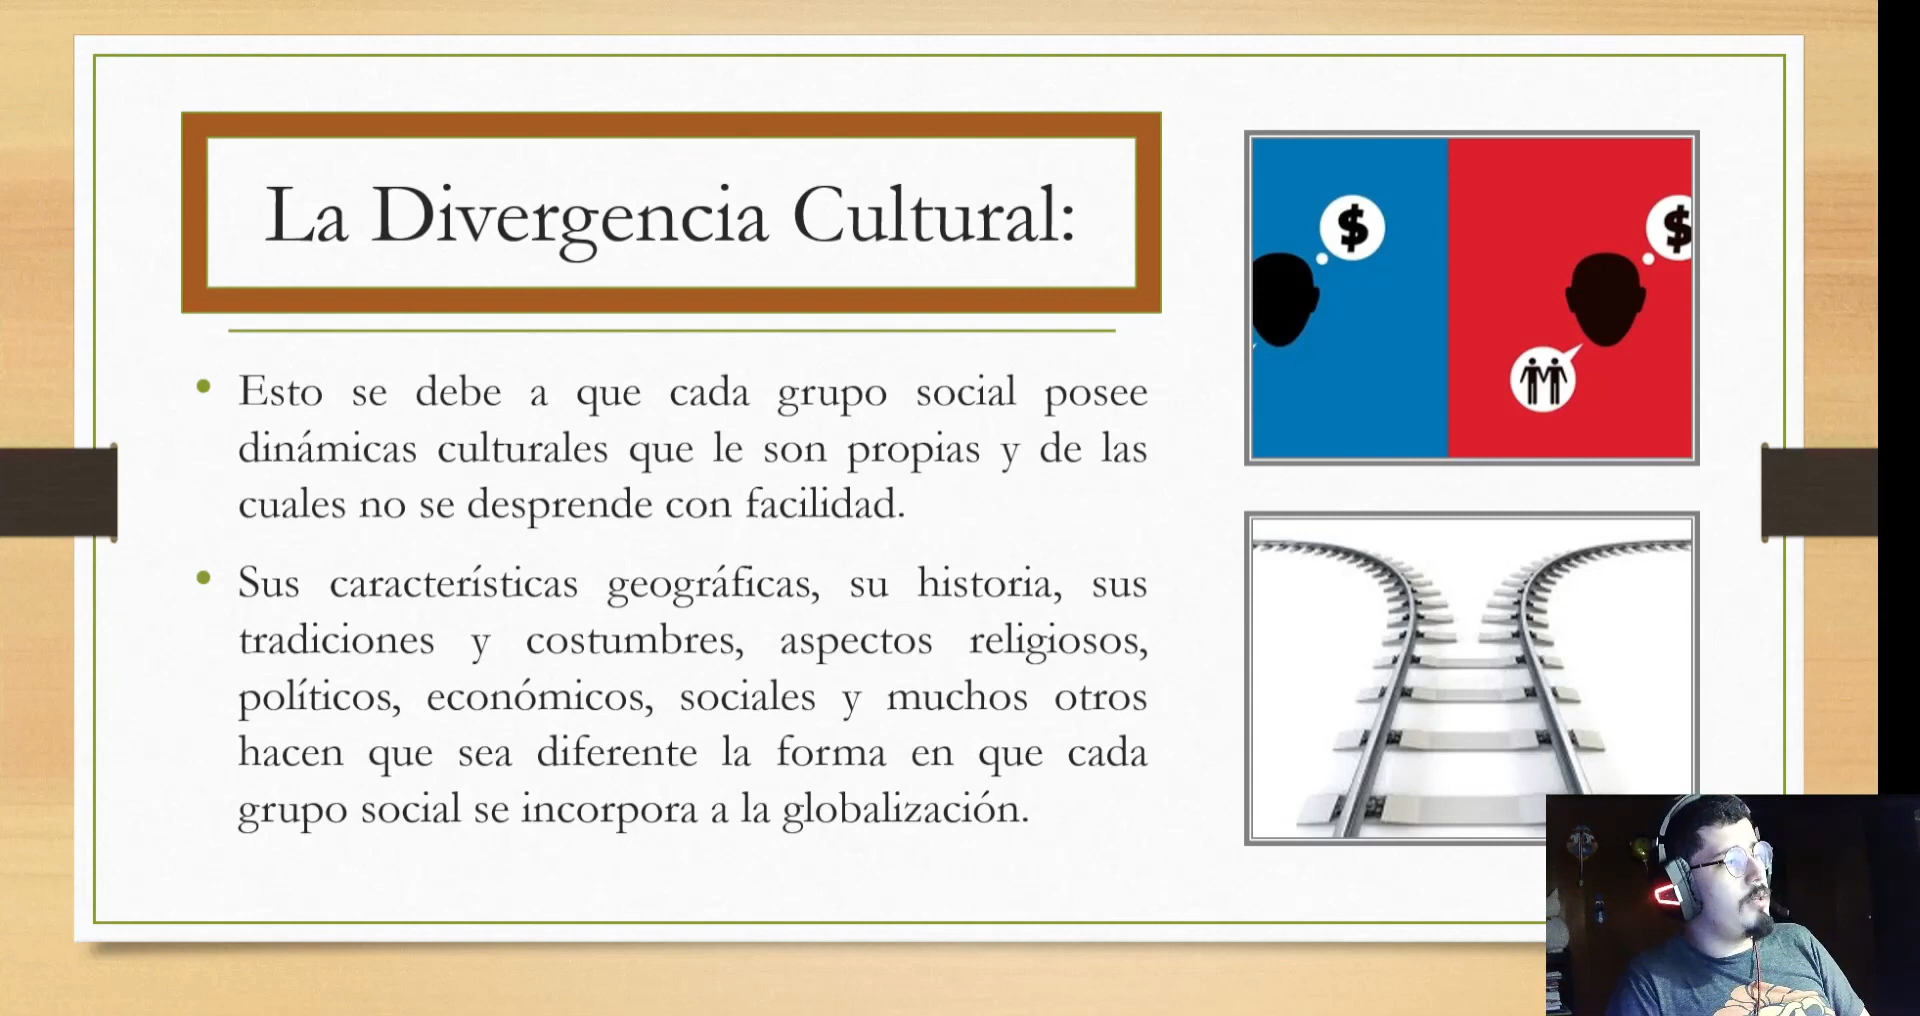 La Divergencia Cultural:
• Esto se debe a que cada grupo social posee
dinámicas culturales que le son propias y de las
cuales no se desprende con facilidad.
• Sus características geográficas, su historia, sus
tradiciones y costumbres, aspectos religiosos,
políticos, económicos, sociales y muchos otros
hacen que sea diferente la forma en que cada
grupo social se incorpora a la globalización.
$
$